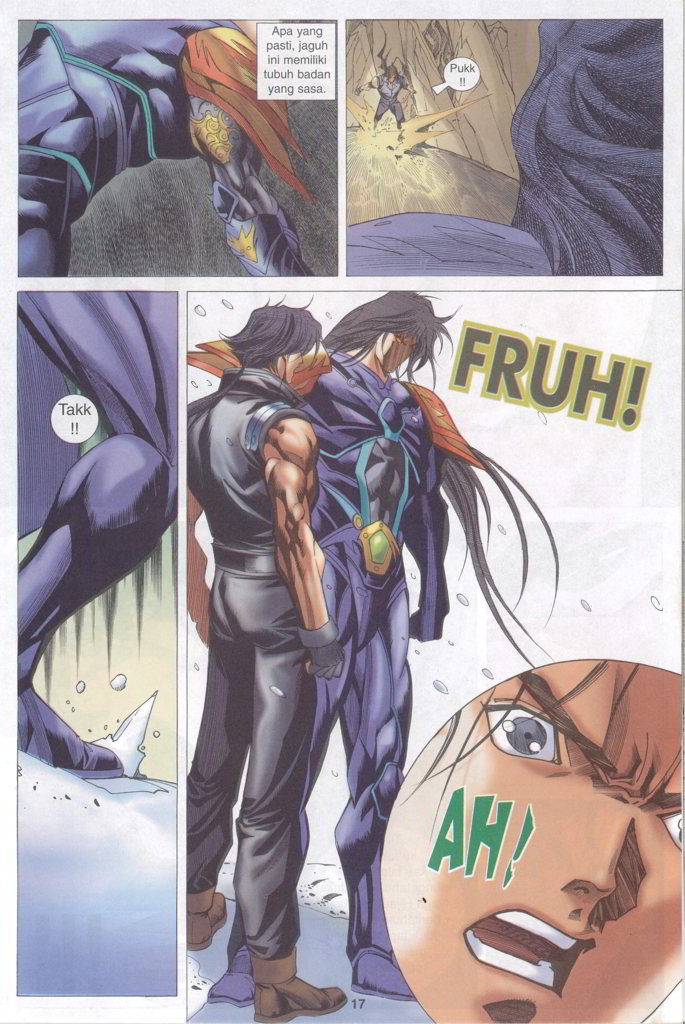 Apa yang
pasti, jaguh
ini memiliki
tubuh badan
yang sasa.
Pukk
!!
Takk
!!
FRUH!
AH!
17